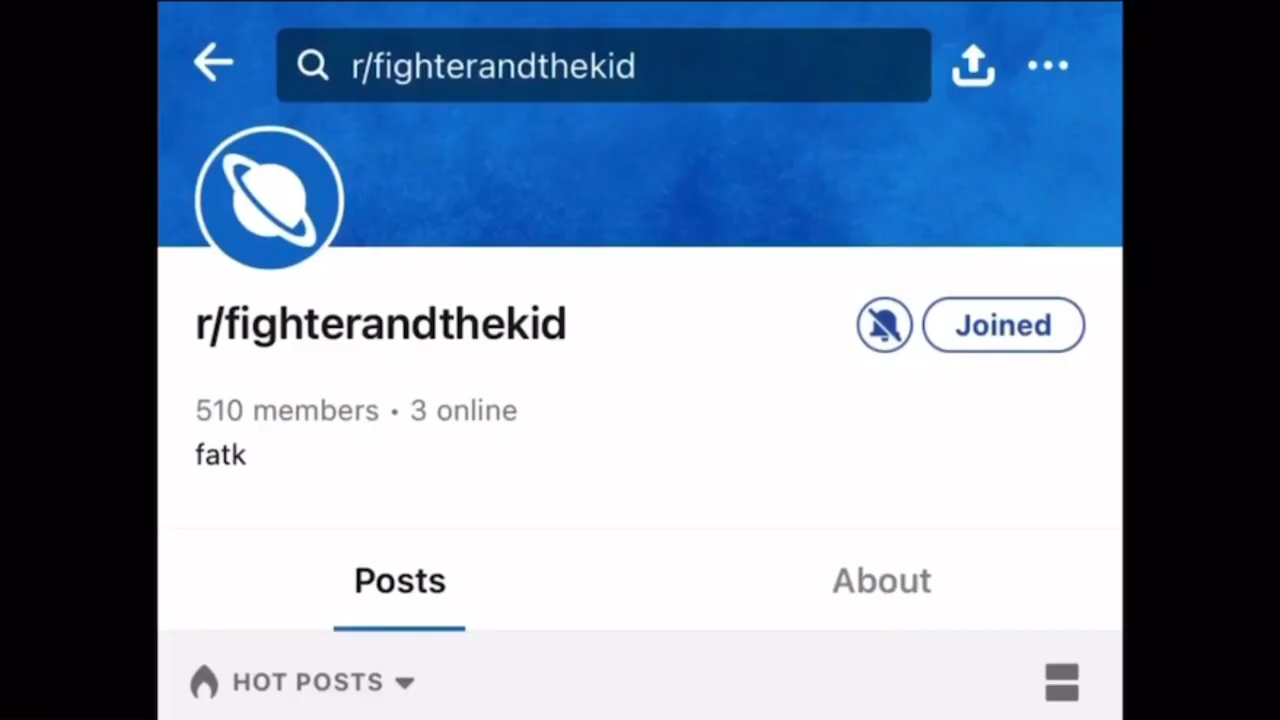 r/fighterandthekid
r/fighterandthekid
Joined
510 members • 3 online
fatk
Posts
About
HOT POSTS